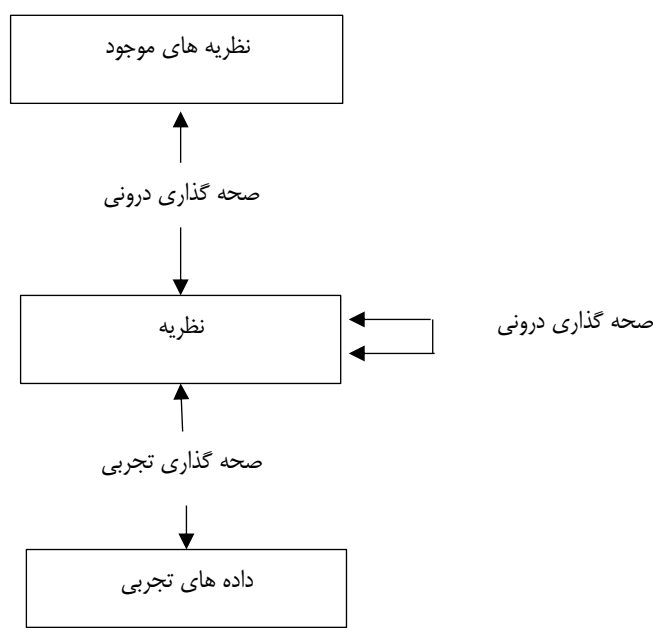 نظریه های موجود
صحه گذاری درونی
نظریه
صحه گذاری درونی
صحه گذاری تجربی
داده های تجربی